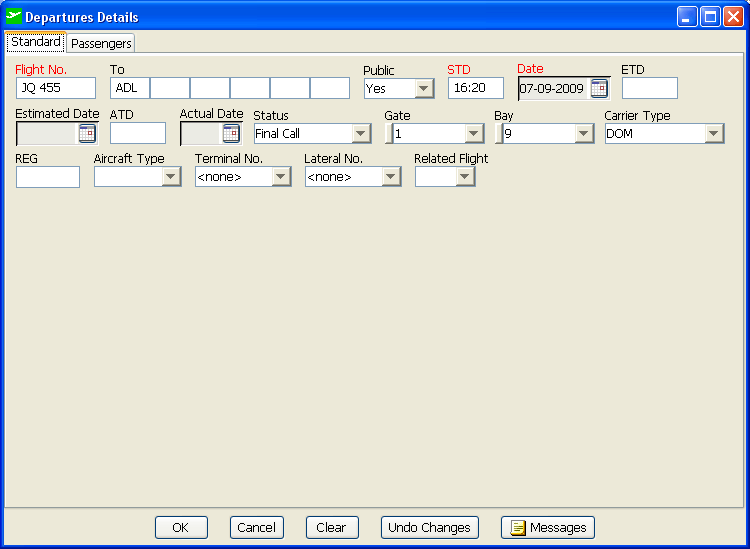 Departures Details
Standard Passengers
Flight No. To Public STD Date ETD
JQ 455 ADL Yes 16:20 07-09-2009
Estimated Date ATD Actual Date Status Gate Bay Carrier Type
Final Call 1 9 DOM
REG Aircraft Type Terminal No. Lateral No. Related Flight
<none> <none>
OK Cancel Clear Undo Changes Messages